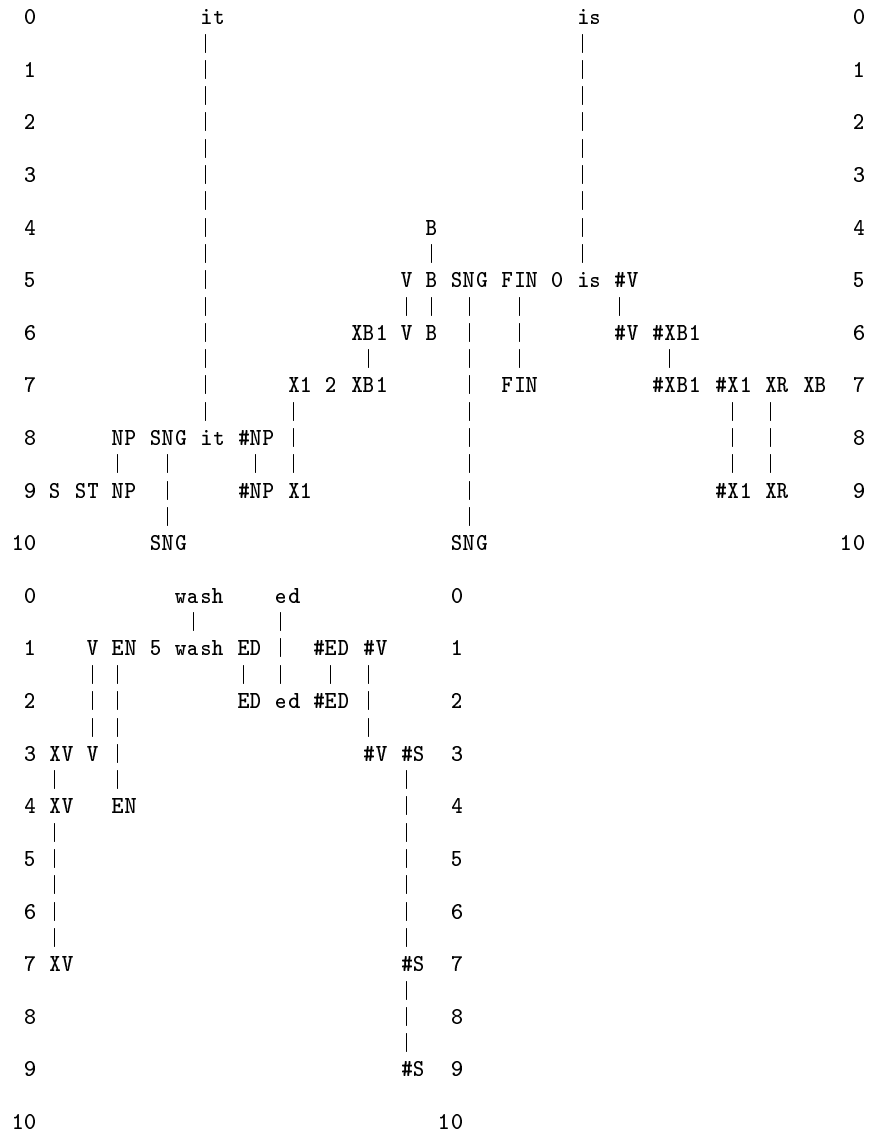 0 it is 0
1 1
2 2
3 3
4 B 4
5 V B SNG FIN O is #V 5
6 XB1 V B #V #XB1 6
7 X1 2 XB1 FIN #XB1 #X1 XR XB 7
8 NP SNG it #NP 8
9 S ST NP #NP X1 #X1 XR 9
10 SNG SNG 10
0 wash ed 0
1 V EN 5 wash ED #ED #V 1
2 ED ed #ED 2
3 XV V #V #S 3
4 XV EN 4
5 5
6 6
7 XV #S 7
8 8
9 #S 9
10 10